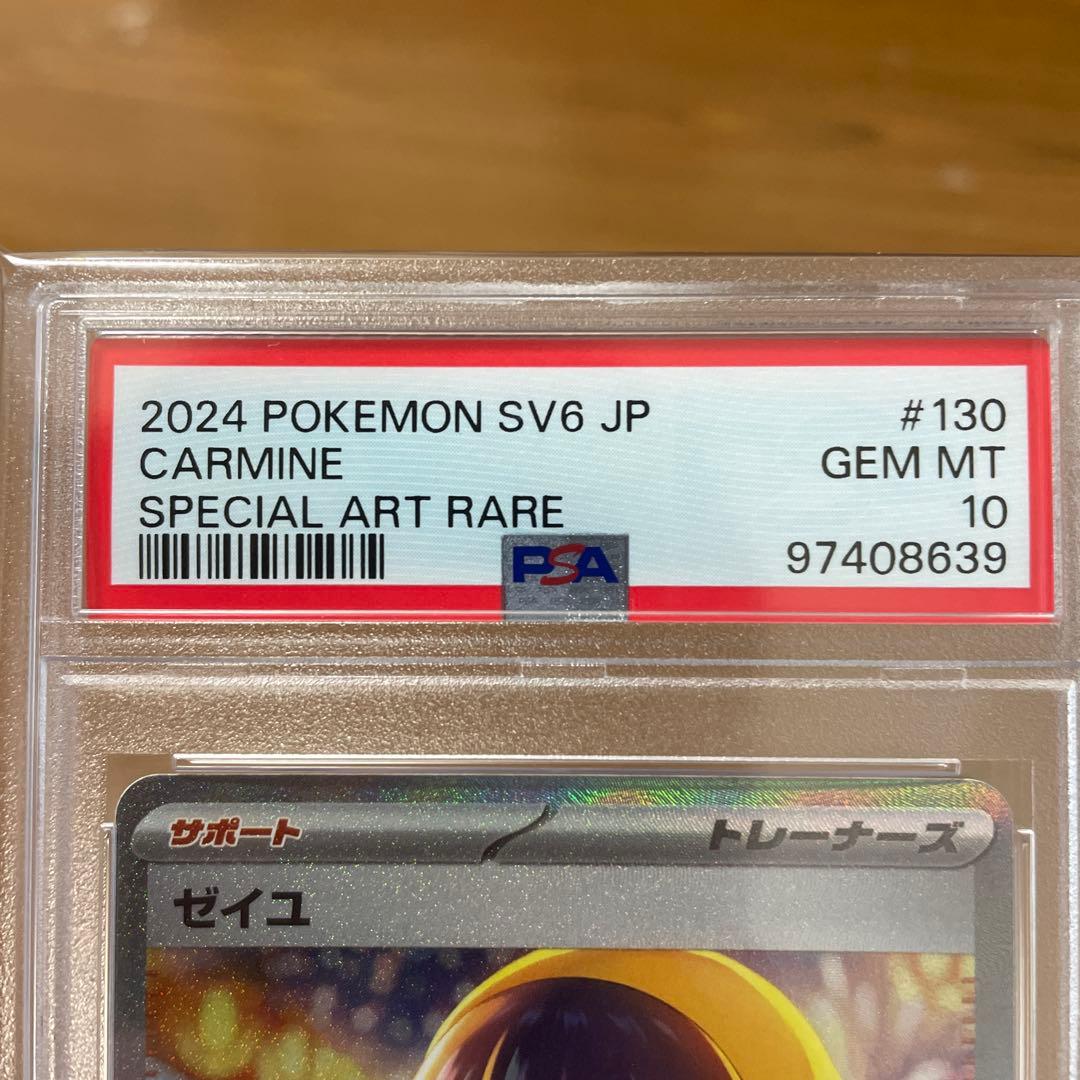 2024 POKEMON SV6 JP #130
CARMINE GEM MT
SPECIAL ART RARE 10
PSA 97408639
サポート トレーナーズ
ゼイユ